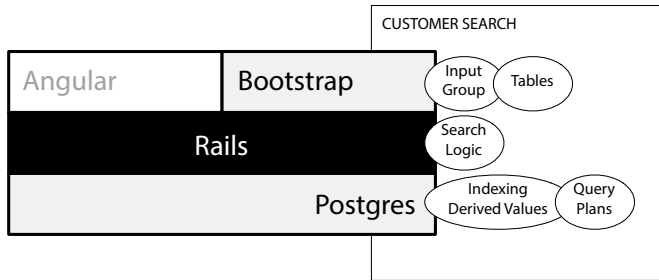 CUSTOMER SEARCH
Angular
Bootstrap
Input
Group
Tables
Rails
Search
Logic
Postgres
Indexing
Derived Values
Query
Plans